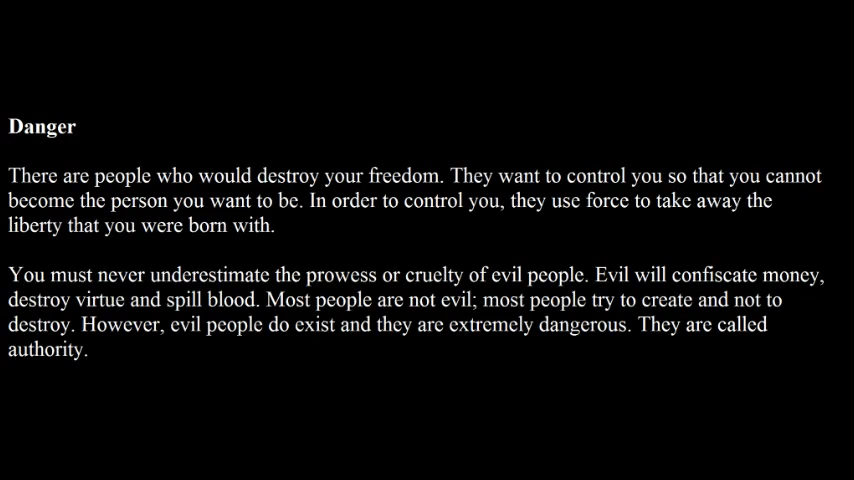 Danger
There are people who would destroy your freedom. They want to control you so that you cannot
become the person you want to be. In order to control you, they use force to take away the
liberty that you were born with.
You must never underestimate the prowess or cruelty of evil people. Evil will confiscate money,
destroy virtue and spill blood. Most people are not evil; most people try to create and not to
destroy. However, evil people do exist and they are extremely dangerous. They are called
authority.